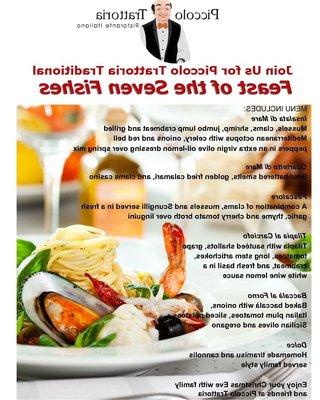 Piccolo Trattoria
Ristorante Italiano
Join Us for Piccolo Trattoria Traditional
Feast of the Seven Fishes
MENU INCLUDES:
Insalata di Mare
Mussels, clams, shrimp, jumbo lump crabmeat and grilled
Mediterranean octopus with celery, onions and red bell
peppers in an extra virgin olive oil-lemon dressing over spring mix
Quartetto di Mare
Beer-battered smelts, golden fried calamari, and clams casino
Pescatore
A combination of clams, mussels and Scungilli served in a fresh
garlic, thyme and cherry tomato broth over linguini
Tilapia al Carciofo
Tilapia with sautéed shallots, grape
tomatoes, long stem artichokes,
crabmeat, and fresh basil in a
white wine lemon sauce
Baccalá al Forno
Baked baccalá with onions,
Italian plum tomatoes, sliced potatoes,
Sicilian olives and oregano
Dolce
Homemade tiramisu and cannolis
served family style
Enjoy your Christmas Eve with family
and friends at Piccolo Trattoria